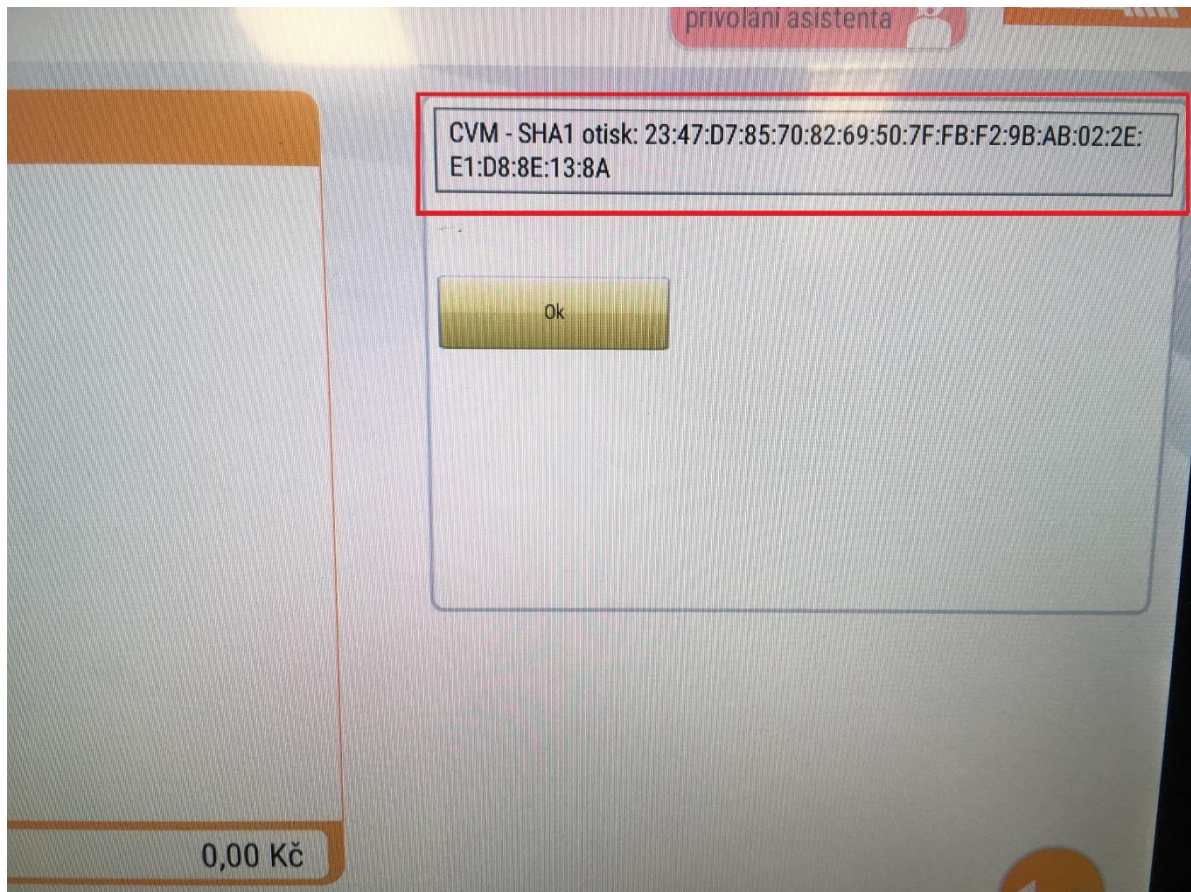 privolání asistenta
CVM - SHA1 otisk: 23:47:D7:85:70:82:69:50:7F:FB:F2:9B:AB:02:2E:
E1:D8:8E:13:8A
Ok
0,00 Kč